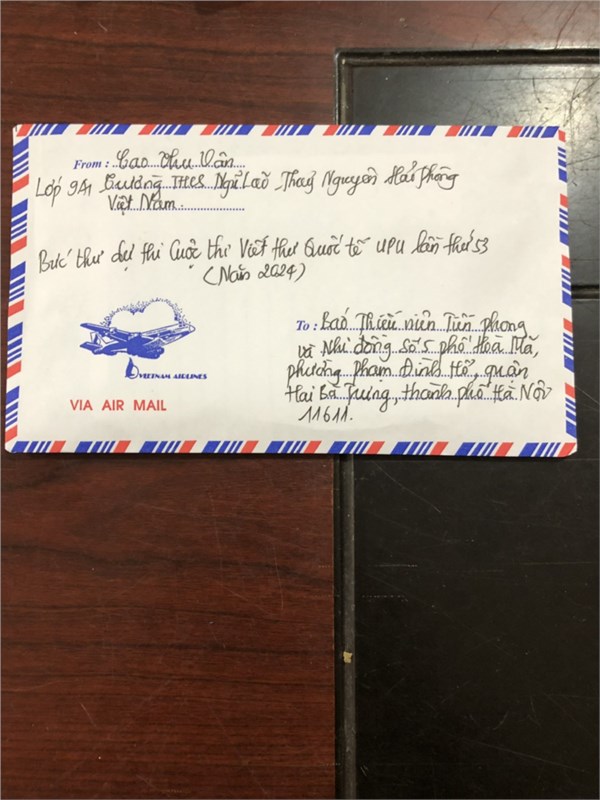 From : Cao Thu Vân
Lớp 9A1 Trường THCS Ngũ Lão, Thuỷ Nguyên Hải Phòng
Việt Nam.
Bức thư dự thi Cuộc thi Viết thư Quốc tế UPU lần thứ 53
(Năm 2024)
VIETNAM AIRLINES
VIA AIR MAIL
To : Báo Thiếu niên Tiền phong
và Nhi đồng số 5 phố Hoà Mã,
phường Phạm Đình Hổ, quận
Hai Bà Trưng, thành phố Hà Nội
11611.